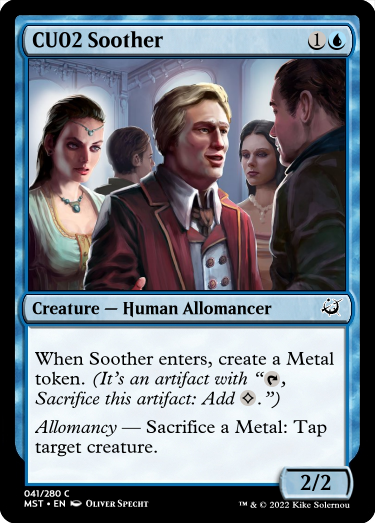 CU02 Soother
1
Creature — Human Allomancer
When Soother enters, create a Metal
token. (It's an artifact with “,
Sacrifice this artifact: Add .”)
Allomancy — Sacrifice a Metal: Tap
target creature.
2/2
041/280 C
MST • EN Oliver Specht
™ & © 2022 Kike Solernou